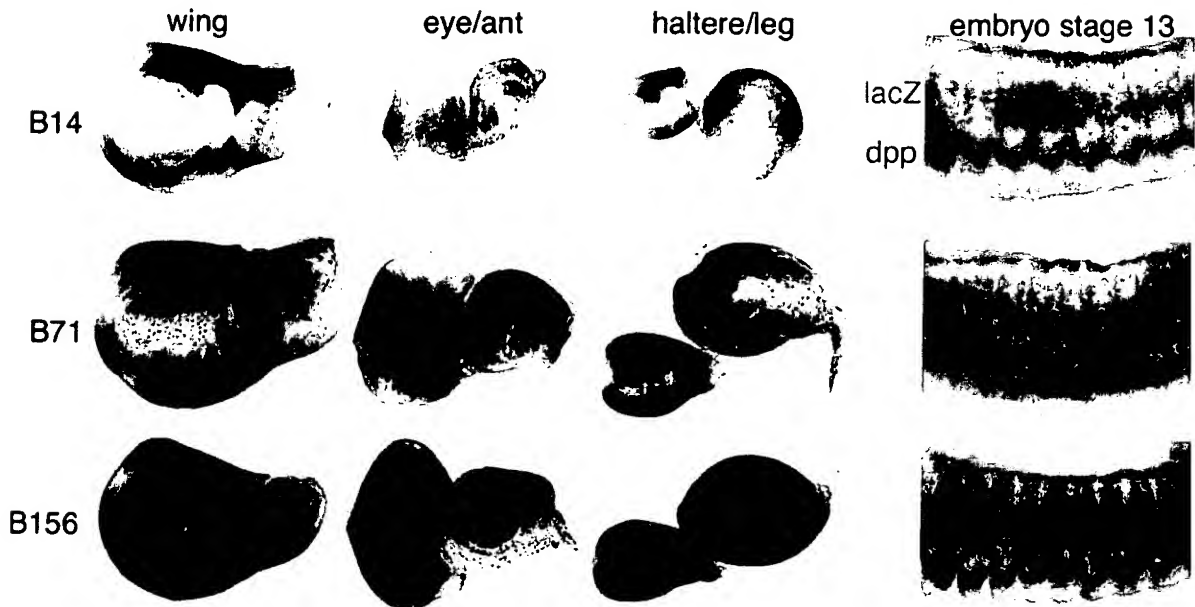 wing eye/ant haltere/leg embryo stage 13
B14
lacZ
dpp
B71
B156